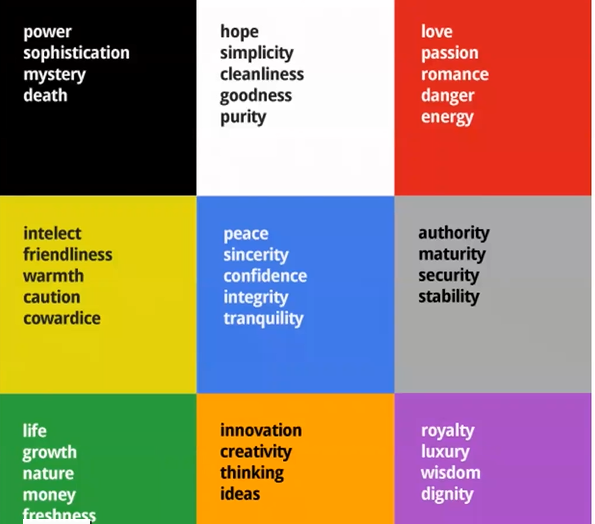 power
sophistication
mystery
death
hope
simplicity
cleanliness
goodness
purity
love
passion
romance
danger
energy
intelect
friendliness
warmth
caution
cowardice
peace
sincerity
confidence
integrity
tranquility
authority
maturity
security
stability
life
growth
nature
money
freshness
innovation
creativity
thinking
ideas
royalty
luxury
wisdom
dignity